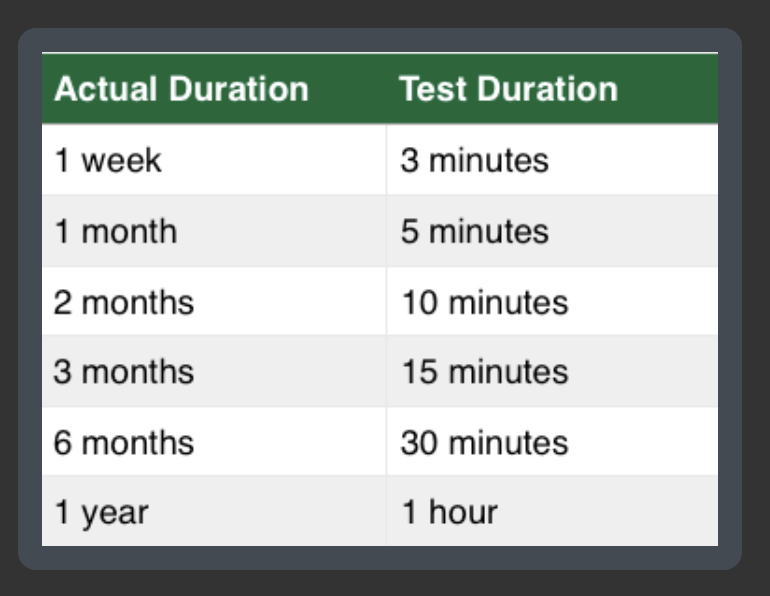 Actual Duration Test Duration
1 week 3 minutes
1 month 5 minutes
2 months 10 minutes
3 months 15 minutes
6 months 30 minutes
1 year 1 hour